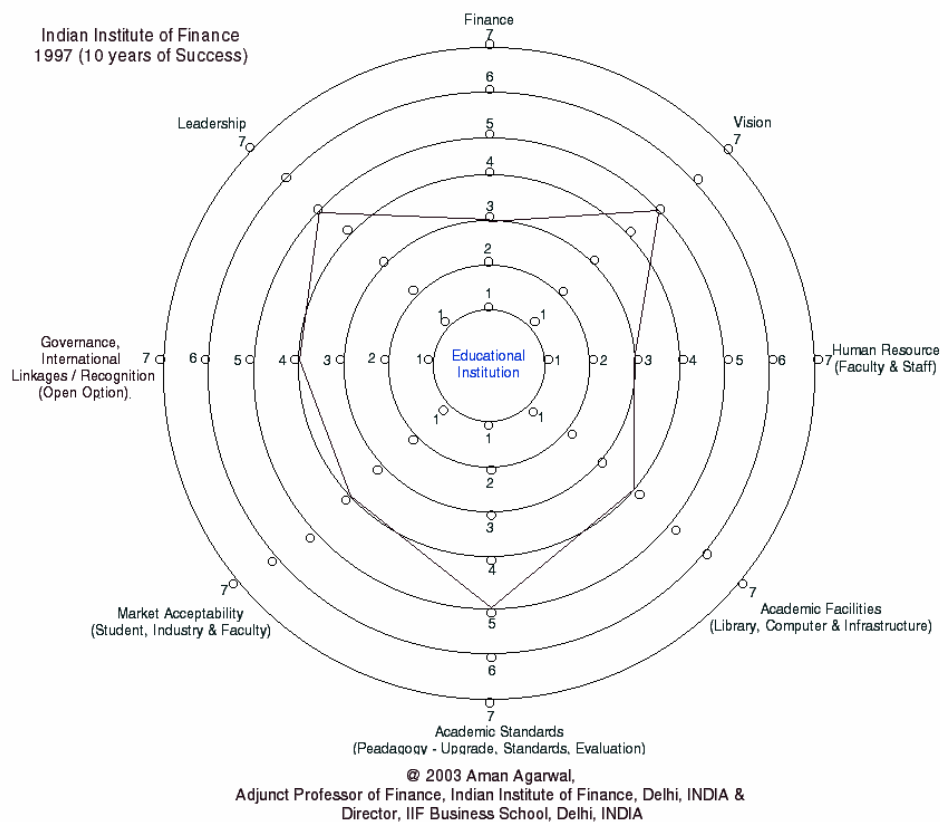 Indian Institute of Finance
1997 (10 years of Success)
Finance
7
6
5
4
3
2
1
Leadership
7
Vision
7
1
1
Governance,
International
Linkages / Recognition
(Open Option)
7 6 5 4 3 2 1
Educational
Institution
1 2 3 4 5 6 7
Human Resource
(Faculty & Staff)
1
1
1
2
3
4
5
6
7
7
Market Acceptability
(Student, Industry & Faculty)
7
Academic Facilities
(Library, Computer & Infrastructure)
Academic Standards
(Peadagogy - Upgrade, Standards, Evaluation)
@ 2003 Aman Agarwal,
Adjunct Professor of Finance, Indian Institute of Finance, Delhi, INDIA &
Director, IIF Business School, Delhi, INDIA